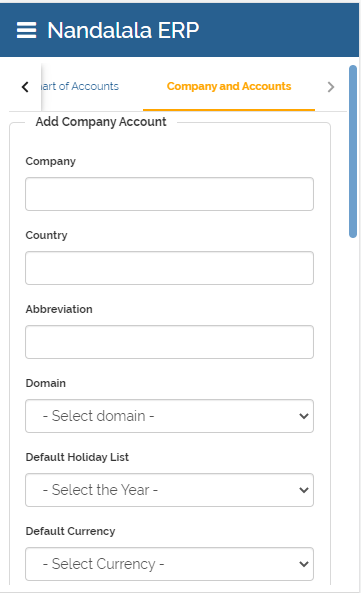 Nandalala ERP
art of Accounts
Company and Accounts
Add Company Account
Company
Country
Abbreviation
Domain
- Select domain -
Default Holiday List
- Select the Year -
Default Currency
- Select Currency -